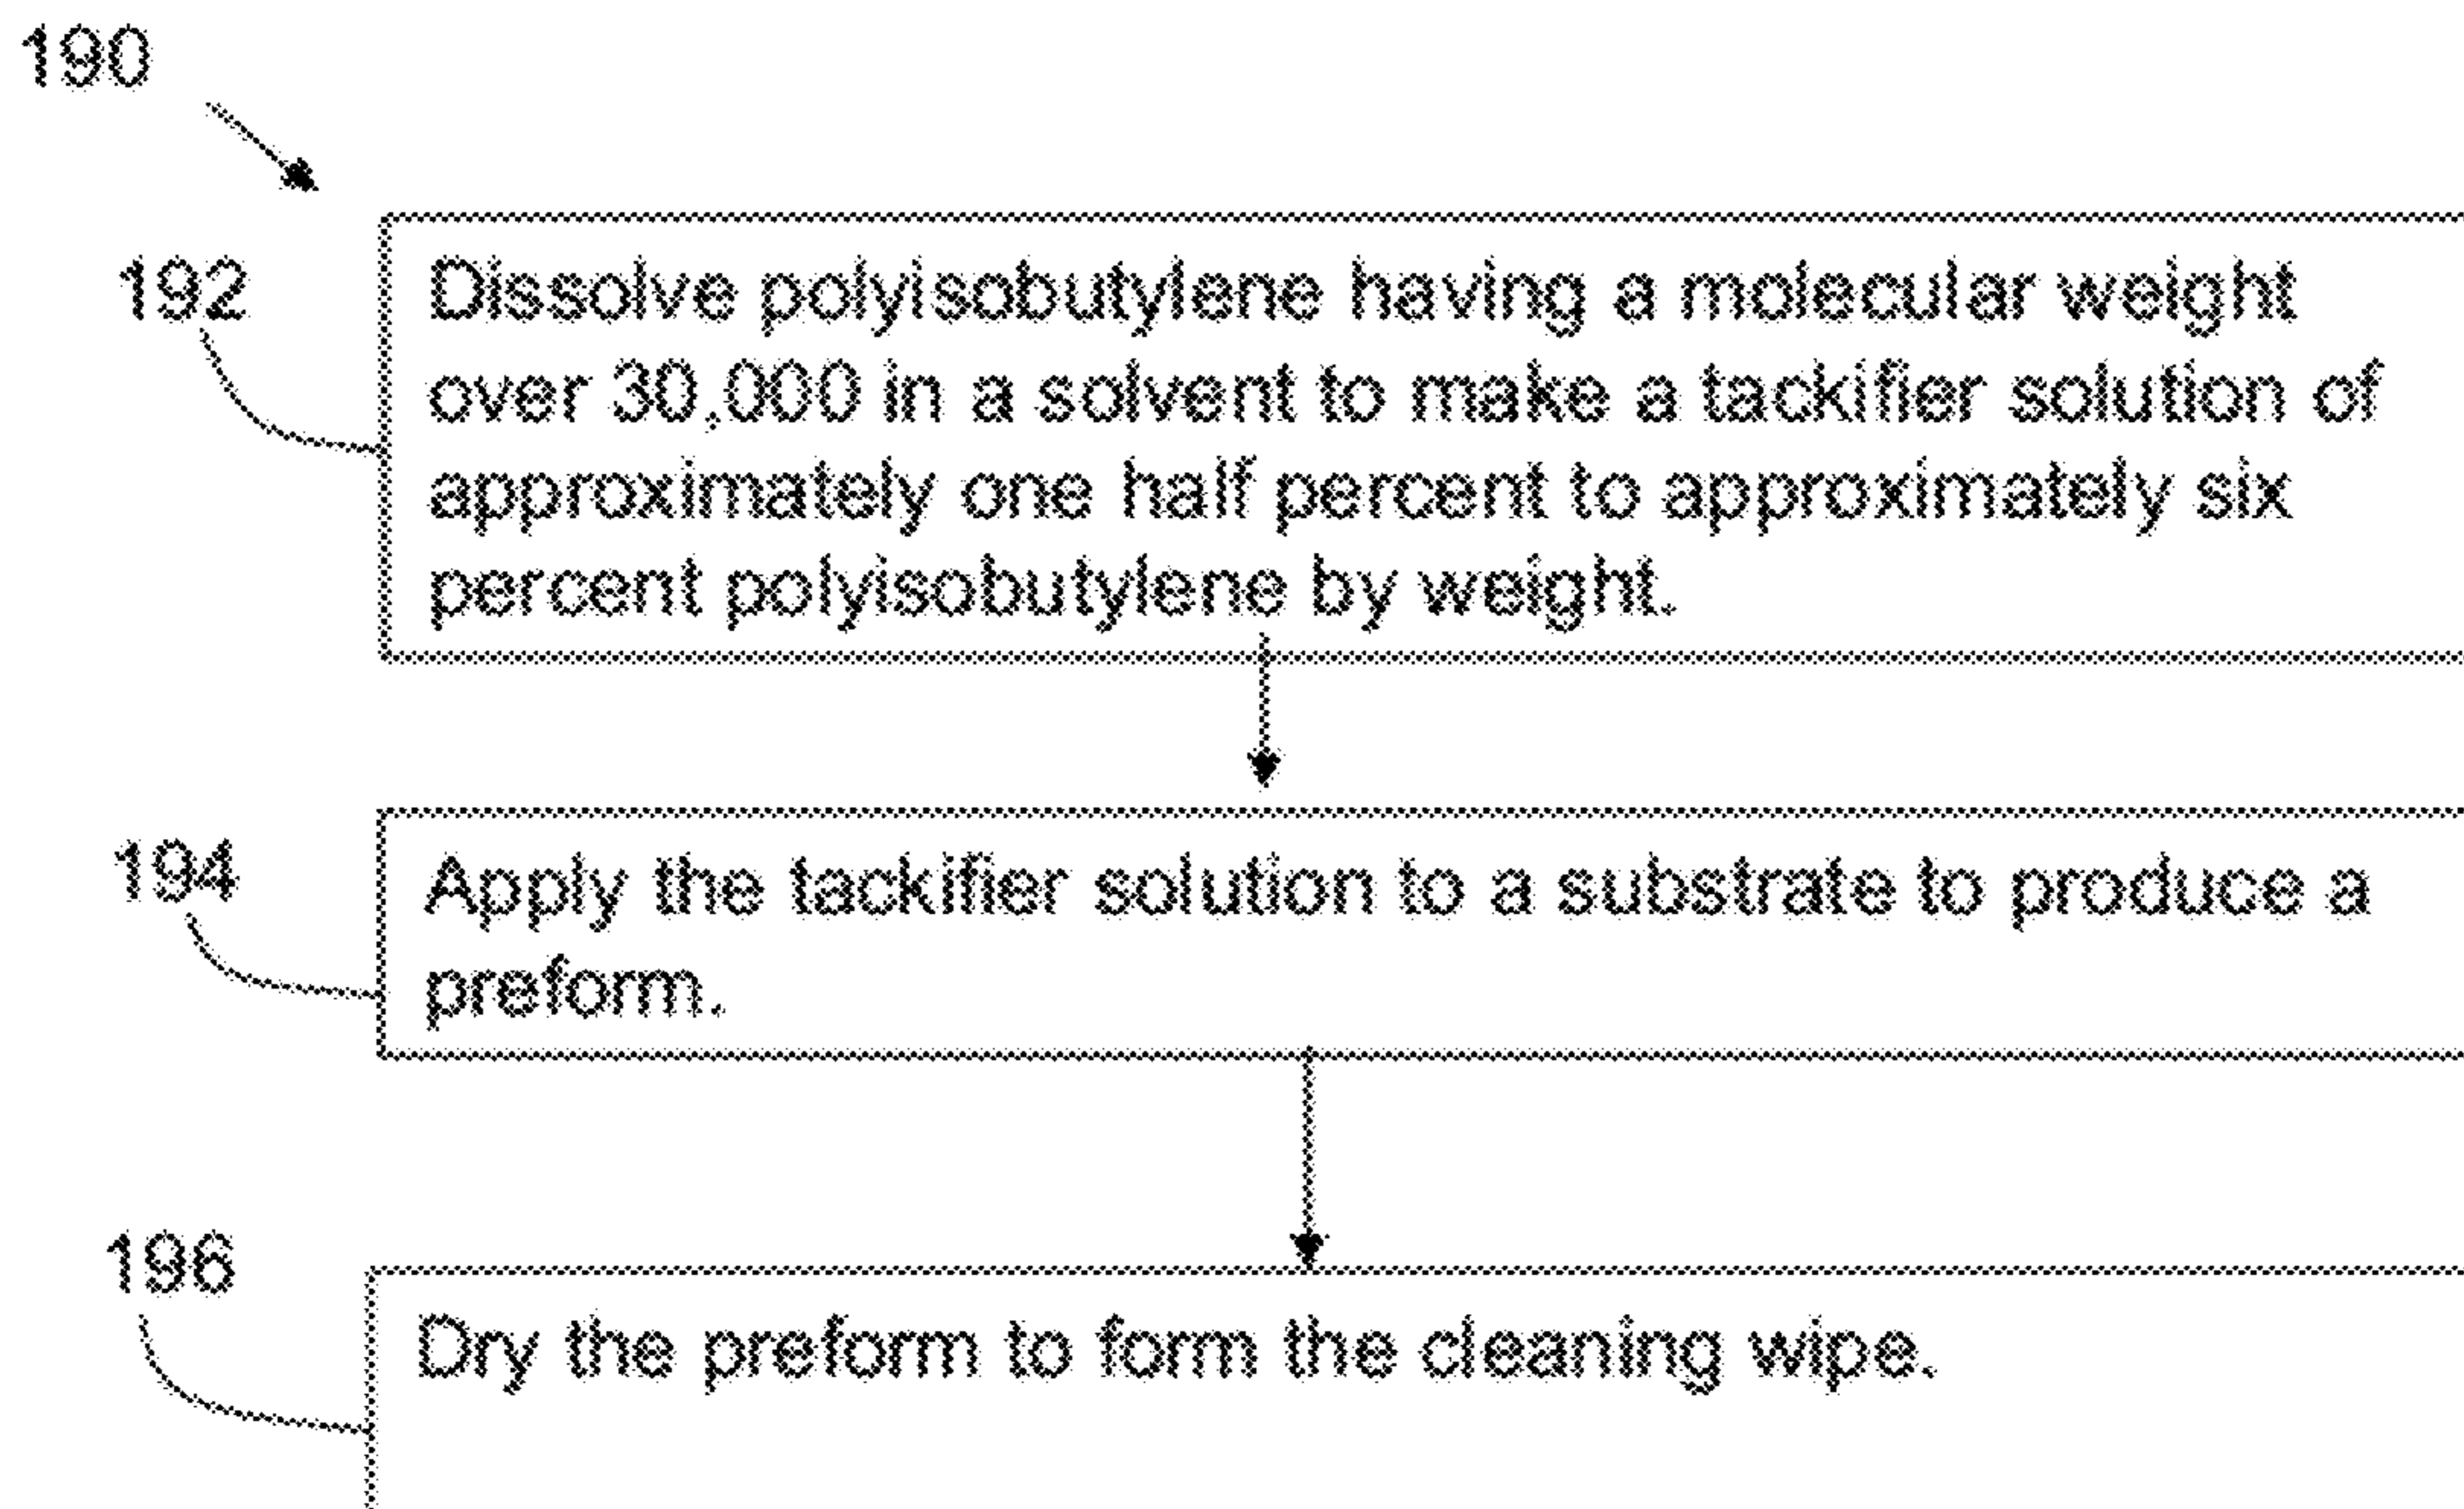 190
192
Dissolve polyisobutylene having a molecular weight
over 30,000 in a solvent to make a tackifier solution of
approximately one half percent to approximately six
percent polyisobutylene by weight.
194
Apply the tackifier solution to a substrate to produce a
preform.
196
Dry the preform to form the cleaning wipe.